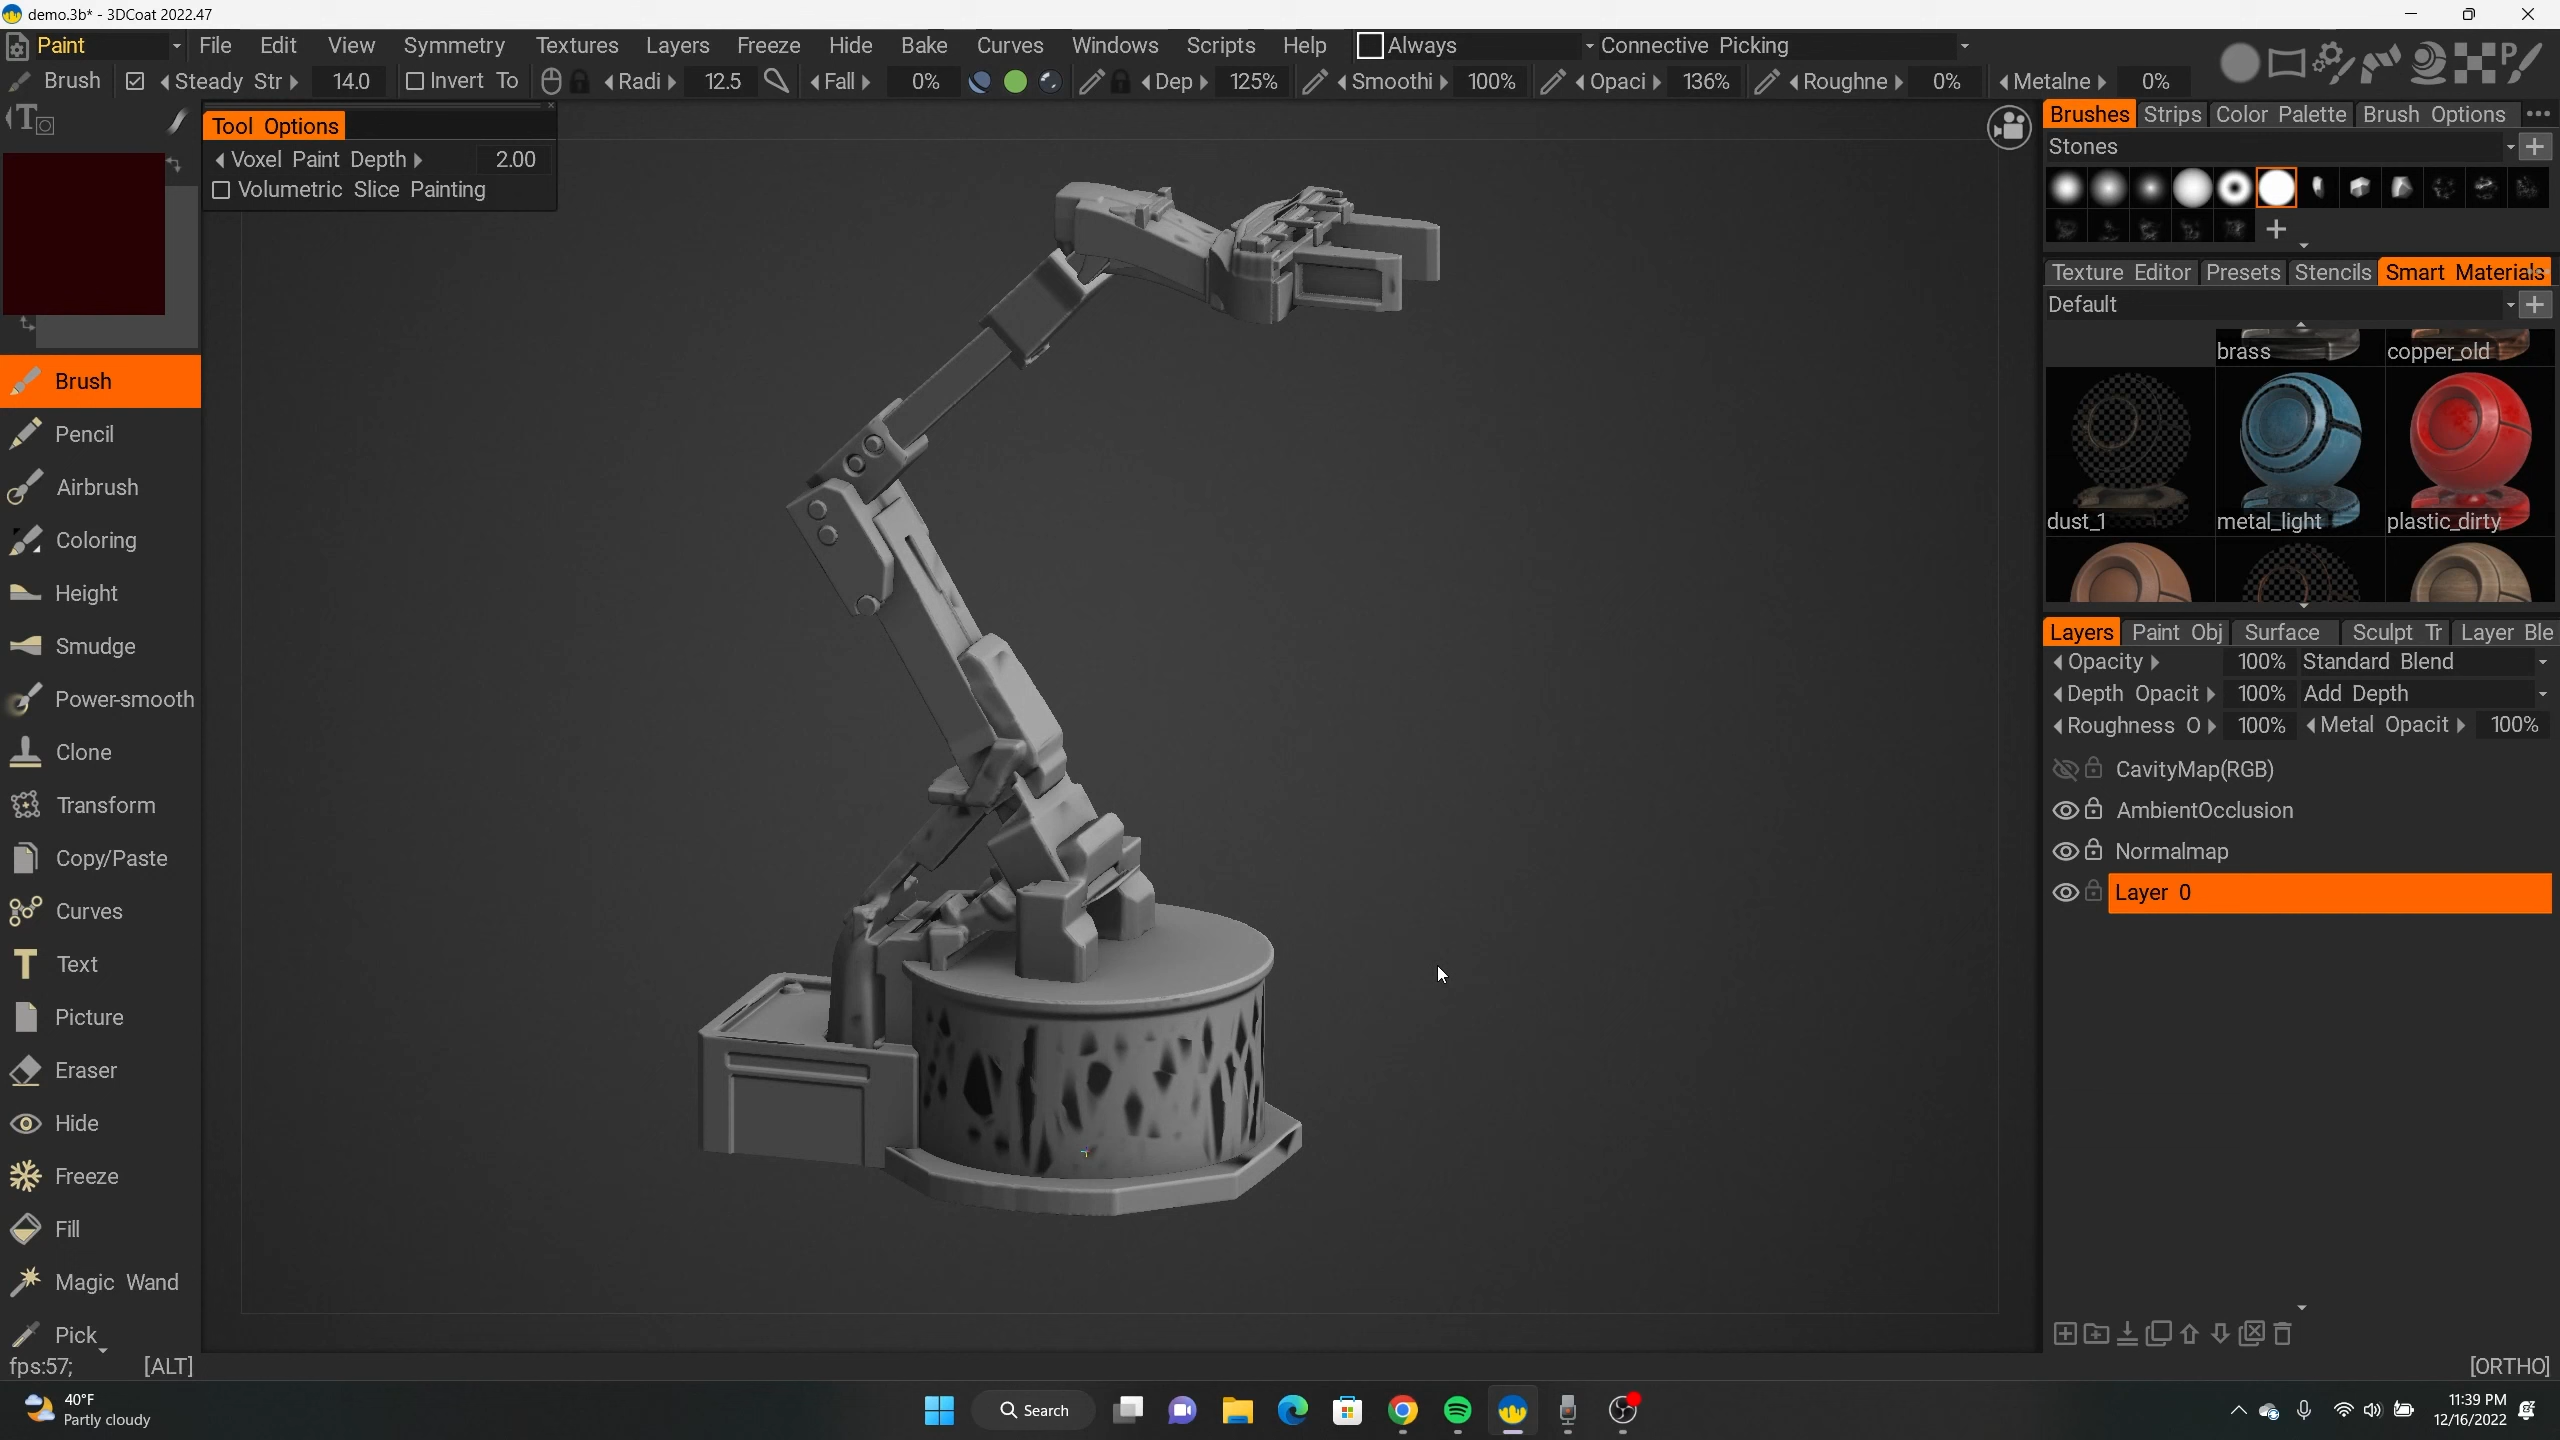 demo.3b* - 3DCoat 2022.47
Paint File Edit View Symmetry Textures Layers Freeze Hide Bake Curves Windows Scripts Help Always Connective Picking
Brush Steady Str 14.0 Invert To Radi 12.5 Fall 0% Dep 125% Smoothi 100% Opaci 136% Roughne 0% Metalne 0%
Tool Options
Voxel Paint Depth 2.00
Volumetric Slice Painting
Brush
Pencil
Airbrush
Coloring
Height
Smudge
Power-smooth
Clone
Transform
Copy/Paste
Curves
Text
Picture
Eraser
Hide
Freeze
Fill
Magic Wand
Pick
fps:57; [ALT]
Brushes Strips Color Palette Brush Options
Stones
Texture Editor Presets Stencils Smart Materials
Default
brass copper_old
dust_1 metal_light plastic_dirty
Layers Paint Obj Surface Sculpt Tr Layer Ble
Opacity 100% Standard Blend
Depth Opacit 100% Add Depth
Roughness O 100% Metal Opacit 100%
CavityMap(RGB)
AmbientOcclusion
Normalmap
Layer 0
[ORTHO]
40°F
Partly cloudy
Search
11:39 PM
12/16/2022